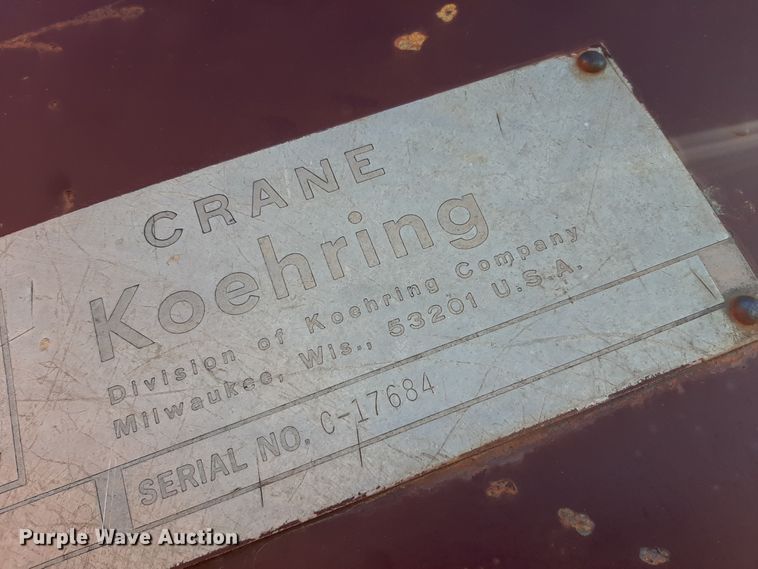 CRANE
Koehring
Division of Koehring Company
Milwaukee, Wis., 53201 U.S.A.
SERIAL NO. C-17684
Purple Wave Auction